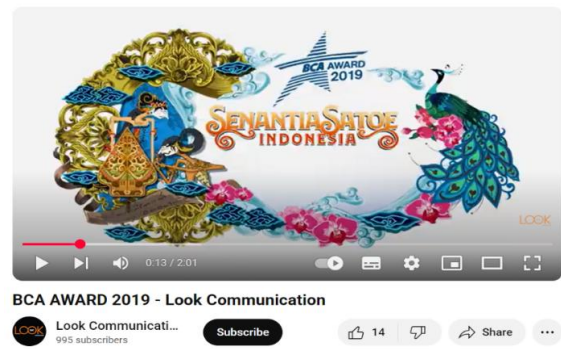 BCA AWARD
2019
SENANTIASATOE
INDONESIA
LOOK
0:13 / 2:01
BCA AWARD 2019 - Look Communication
LOOK
Look Communicati...
995 subscribers
Subscribe
14
Share